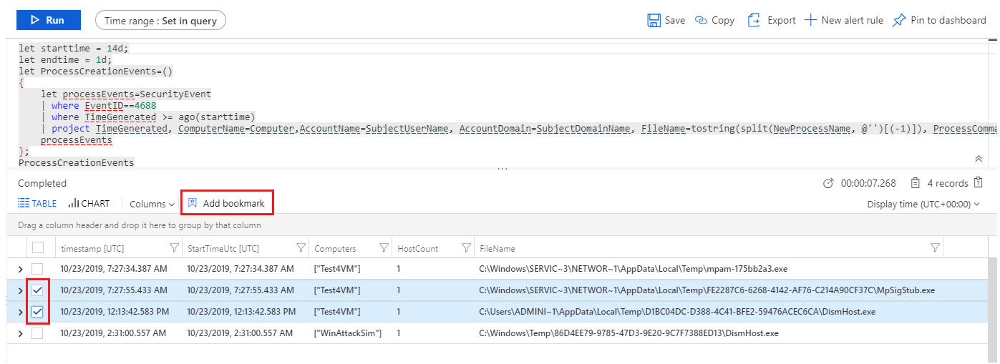 Run Time range : Set in query Save Copy Export New alert rule Pin to dashboard
let starttime = 14d;
let endtime = 1d;
let ProcessCreationEvents=()
{
let processEvents=SecurityEvent
| where EventID==4688
| where TimeGenerated >= ago(starttime)
| project TimeGenerated, ComputerName=Computer,AccountName=SubjectUserName, AccountDomain=SubjectDomainName, FileName=tostring(split(NewProcessName, @'')[(-1)]), ProcessComma
processEvents
};
ProcessCreationEvents
Completed 00:00:07.268 4 records
TABLE CHART Columns Add bookmark Display time (UTC+00:00)
Drag a column header and drop it here to group by that column
timestamp [UTC] StartTimeUtc [UTC] Computers HostCount FileName
10/23/2019, 7:27:34.387 AM 10/23/2019, 7:27:34.387 AM ["Test4VM"] 1 C:\Windows\SERVIC~3\NETWOR~1\AppData\Local\Temp\mpam-175bb2a3.exe
10/23/2019, 7:27:55.433 AM 10/23/2019, 7:27:55.433 AM ["Test4VM"] 1 C:\Windows\SERVIC~3\NETWOR~1\AppData\Local\Temp\FE2287C6-6268-4142-AF76-C214A90CF37C\MpSigStub.exe
10/23/2019, 12:13:42.583 PM 10/23/2019, 12:13:42.583 PM ["Test4VM"] 1 C:\Users\ADMINI~1\AppData\Local\Temp\D1BC04DC-D388-4C41-BFE2-59476ACEC6CA\DismHost.exe
10/23/2019, 2:31:00.557 AM 10/23/2019, 2:31:00.557 AM ["WinAttackSim"] 1 C:\Windows\Temp\86D4EE79-9785-47D3-9E20-9C7F7388ED13\DismHost.exe